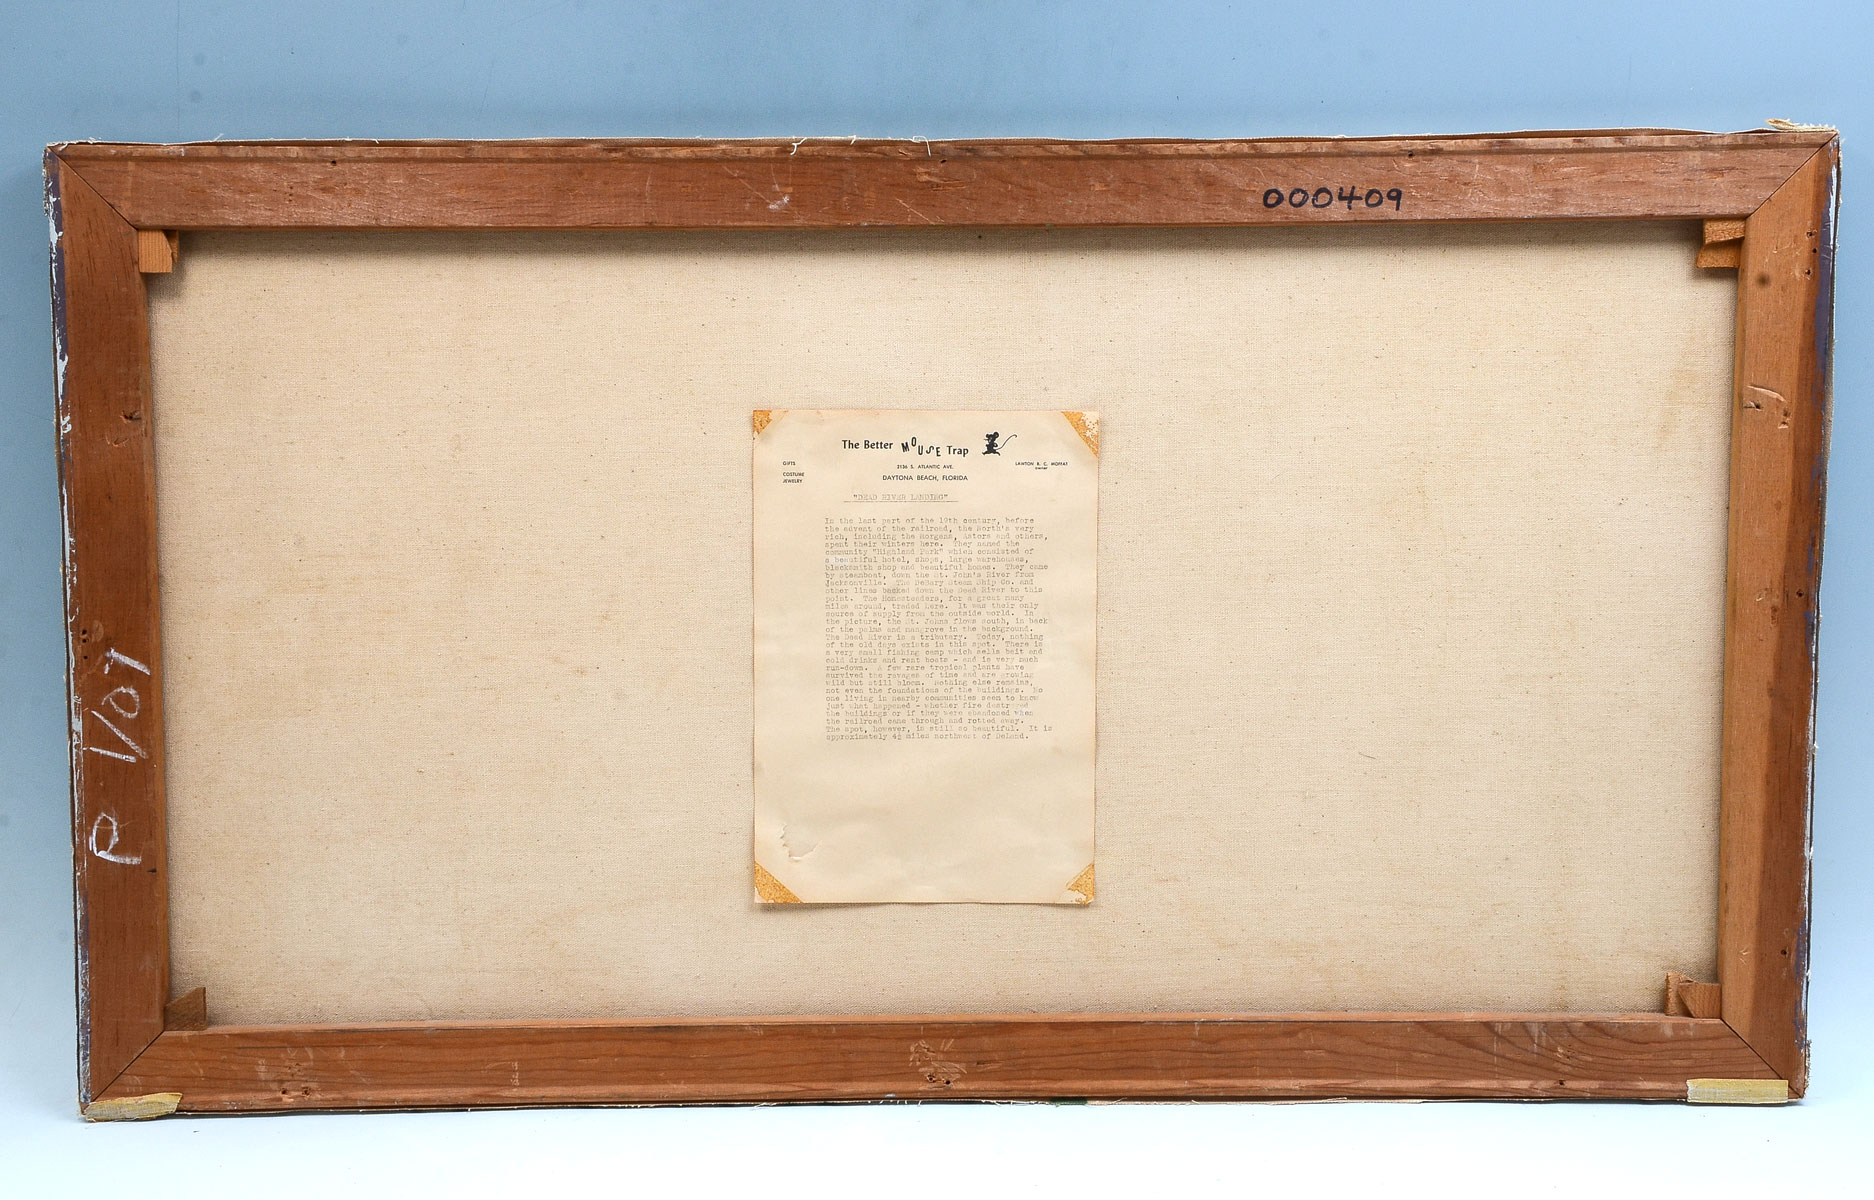 000409
The Better MOUSE Trap
GIFTS
COSTUME
JEWELRY
2136 S. ATLANTIC AVE.
DAYTONA BEACH, FLORIDA
LAWTON B. C. MOFFAT
OWNER
"DEAD RIVER LANDING"
In the last part of the 19th century, before
the advent of the railroad, the North's very
rich, including the Morgans, Astors and others,
spent their winters here. They named the
community "Highland Park" which consisted of
a beautiful hotel, shops, large warehouses,
blacksmith shop and beautiful homes. They came
by steamboat, down the St. John's River from
Jacksonville. The DeBary Steam Ship Co. and
other lines backed down the Dead River to this
point. The Homesteaders, for a great many
miles around, traded here. It was their only
source of supply from the outside world. In
the picture, the St. Johns flows south, in back
of the palms and mangrove in the background.
The Dead River is a tributary. Today, nothing
of the old days exists in this spot. There is
a very small fishing camp which sells bait and
cold drinks and rent boats - and is very much
run-down. A few rare tropical plants have
survived the ravages of time and are growing
wild but still bloom. Nothing else remains,
not even the foundations of the buildings. No
one living in nearby communities seem to know
just what happened - whether fire destroyed
the buildings or if they were abandoned when
the railroad came through and rotted away.
The spot, however, is still so beautiful. It is
approximately 4½ miles northwest of DeLand.
P 1/07